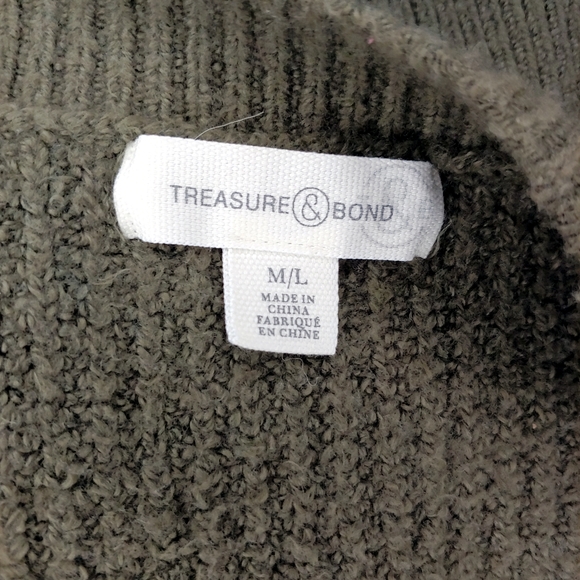 TREASURE & BOND
&
M/L
MADE IN
CHINA
FABRIQUÉ
EN CHINE